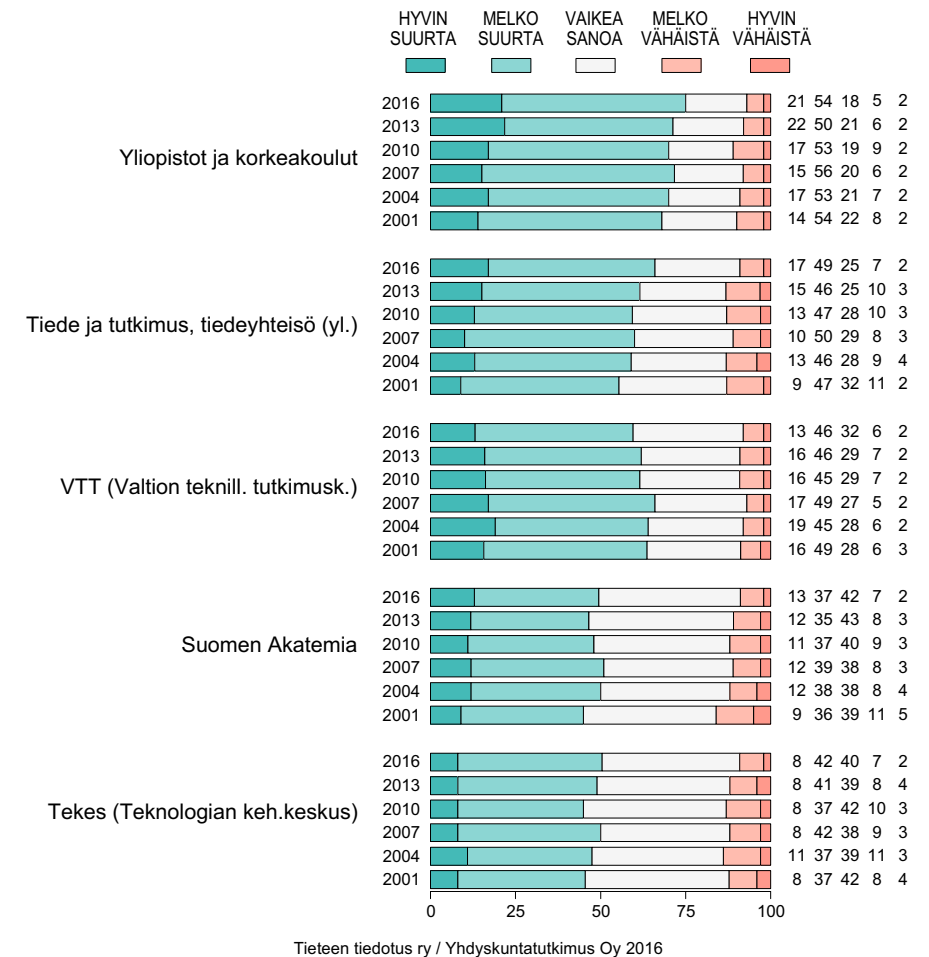 HYVIN MELKO VAIKEA MELKO HYVIN
SUURTA SUURTA SANOA VÄHÄISTÄ VÄHÄISTÄ
2016 21 54 18 5 2
2013 22 50 21 6 2
Yliopistot ja korkeakoulut 2010 17 53 19 9 2
2007 15 56 20 6 2
2004 17 53 21 7 2
2001 14 54 22 8 2
2016 17 49 25 7 2
2013 15 46 25 10 3
Tiede ja tutkimus, tiedeyhteisö (yl.) 2010 13 47 28 10 3
2007 10 50 29 8 3
2004 13 46 28 9 4
2001 9 47 32 11 2
2016 13 46 32 6 2
2013 16 46 29 7 2
VTT (Valtion teknill. tutkimusk.) 2010 16 45 29 7 2
2007 17 49 27 5 2
2004 19 45 28 6 2
2001 16 49 28 6 3
2016 13 37 42 7 2
2013 12 35 43 8 3
Suomen Akatemia 2010 11 37 40 9 3
2007 12 39 38 8 3
2004 12 38 38 8 4
2001 9 36 39 11 5
2016 8 42 40 7 2
2013 8 41 39 8 4
Tekes (Teknologian keh.keskus) 2010 8 37 42 10 3
2007 8 42 38 9 3
2004 11 37 39 11 3
2001 8 37 42 8 4
0 25 50 75 100
Tieteen tiedotus ry / Yhdyskuntatutkimus Oy 2016